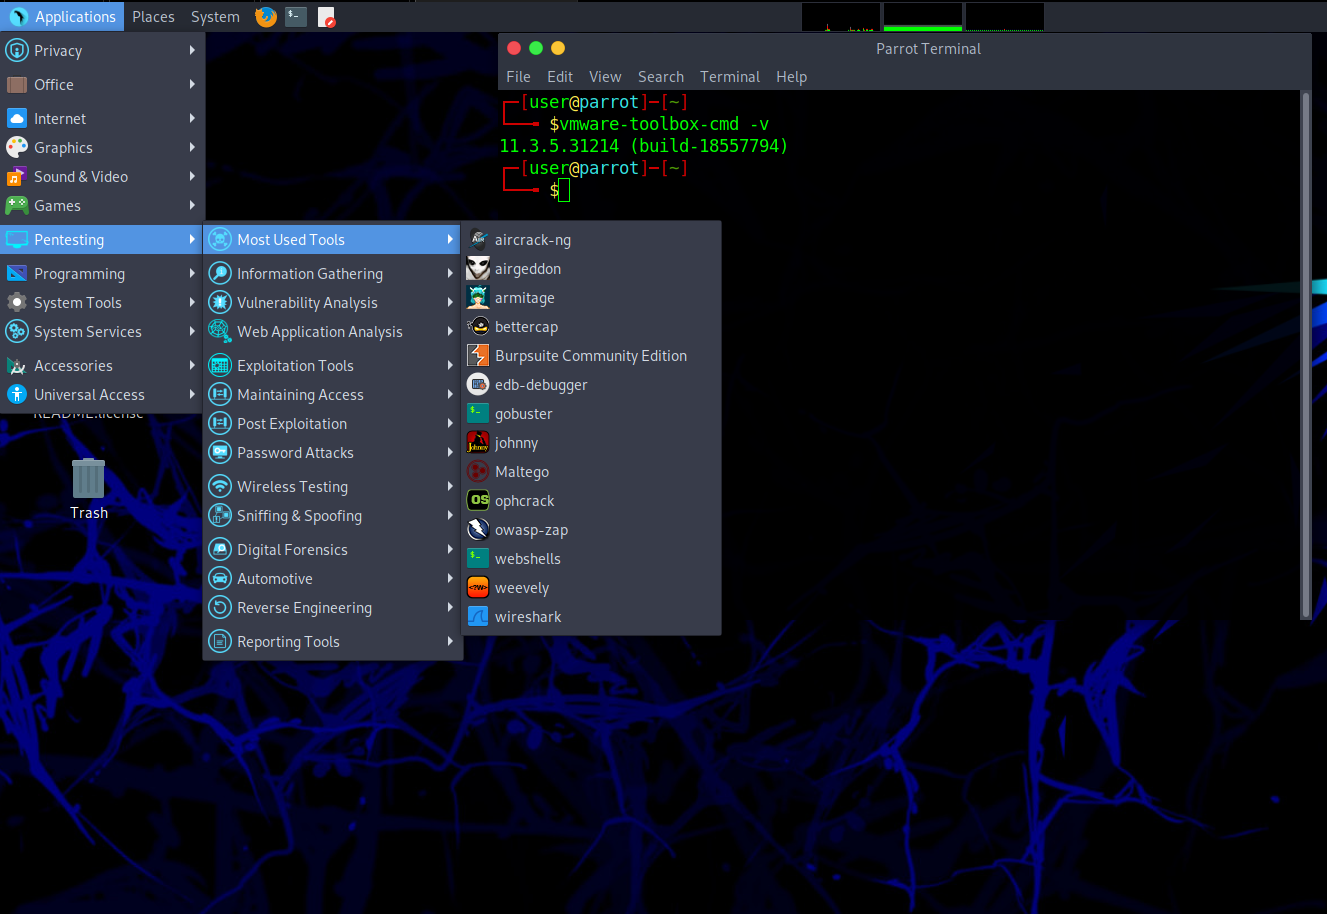 Applications Places System
Privacy
Office
Internet
Graphics
Sound & Video
Games
Pentesting
Programming
System Tools
System Services
Accessories
Universal Access
README.license
Trash
Most Used Tools
Information Gathering
Vulnerability Analysis
Web Application Analysis
Exploitation Tools
Maintaining Access
Post Exploitation
Password Attacks
Wireless Testing
Sniffing & Spoofing
Digital Forensics
Automotive
Reverse Engineering
Reporting Tools
aircrack-ng
airgeddon
armitage
bettercap
Burpsuite Community Edition
edb-debugger
gobuster
johnny
Maltego
ophcrack
owasp-zap
webshells
weevely
wireshark
Parrot Terminal
File Edit View Search Terminal Help
┌─[user@parrot]─[~]
└──╼ $vmware-toolbox-cmd -v
11.3.5.31214 (build-18557794)
┌─[user@parrot]─[~]
└──╼ $